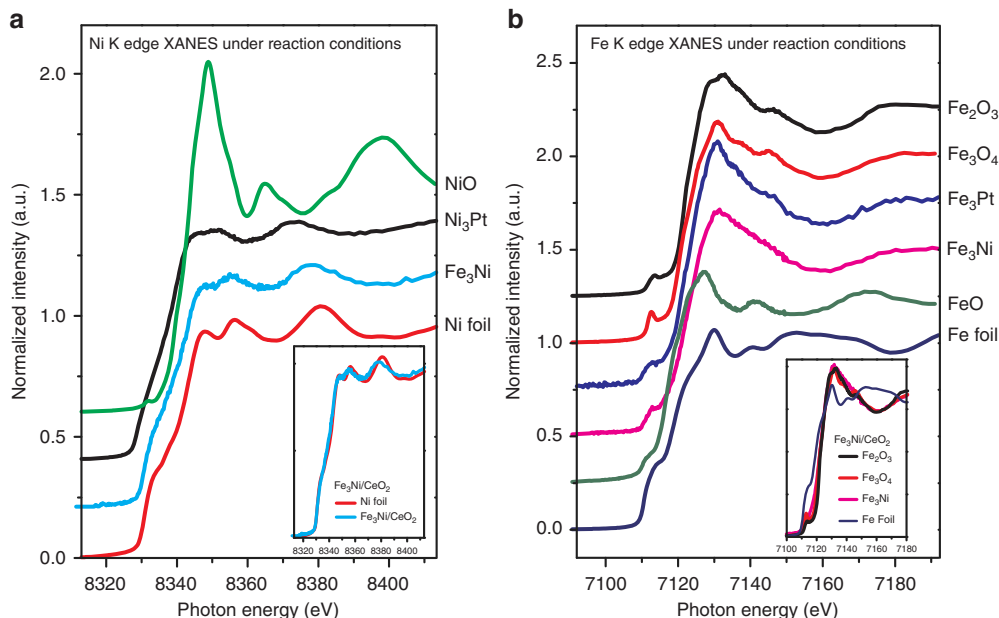 a
Ni K edge XANES under reaction conditions
2.0
1.5
1.0
0.5
0.0
Normalized intensity (a.u.)
NiO
Ni₃Pt
Fe₃Ni
Ni foil
Fe₃Ni/CeO₂
Ni foil
Fe₃Ni/CeO₂
8320 8330 8340 8360 8380 8400
8320 8340 8360 8380 8400
Photon energy (eV)
b
Fe K edge XANES under reaction conditions
2.5
2.0
1.5
1.0
0.5
0.0
Normalized intensity (a.u.)
Fe₂O₃
Fe₃O₄
Fe₃Pt
Fe₃Ni
FeO
Fe foil
Fe₃Ni/CeO₂
Fe₂O₃
Fe₃O₄
Fe₃Ni
Fe Foil
7100 7120 7140 7160 7180
7100 7120 7140 7160 7180
Photon energy (eV)